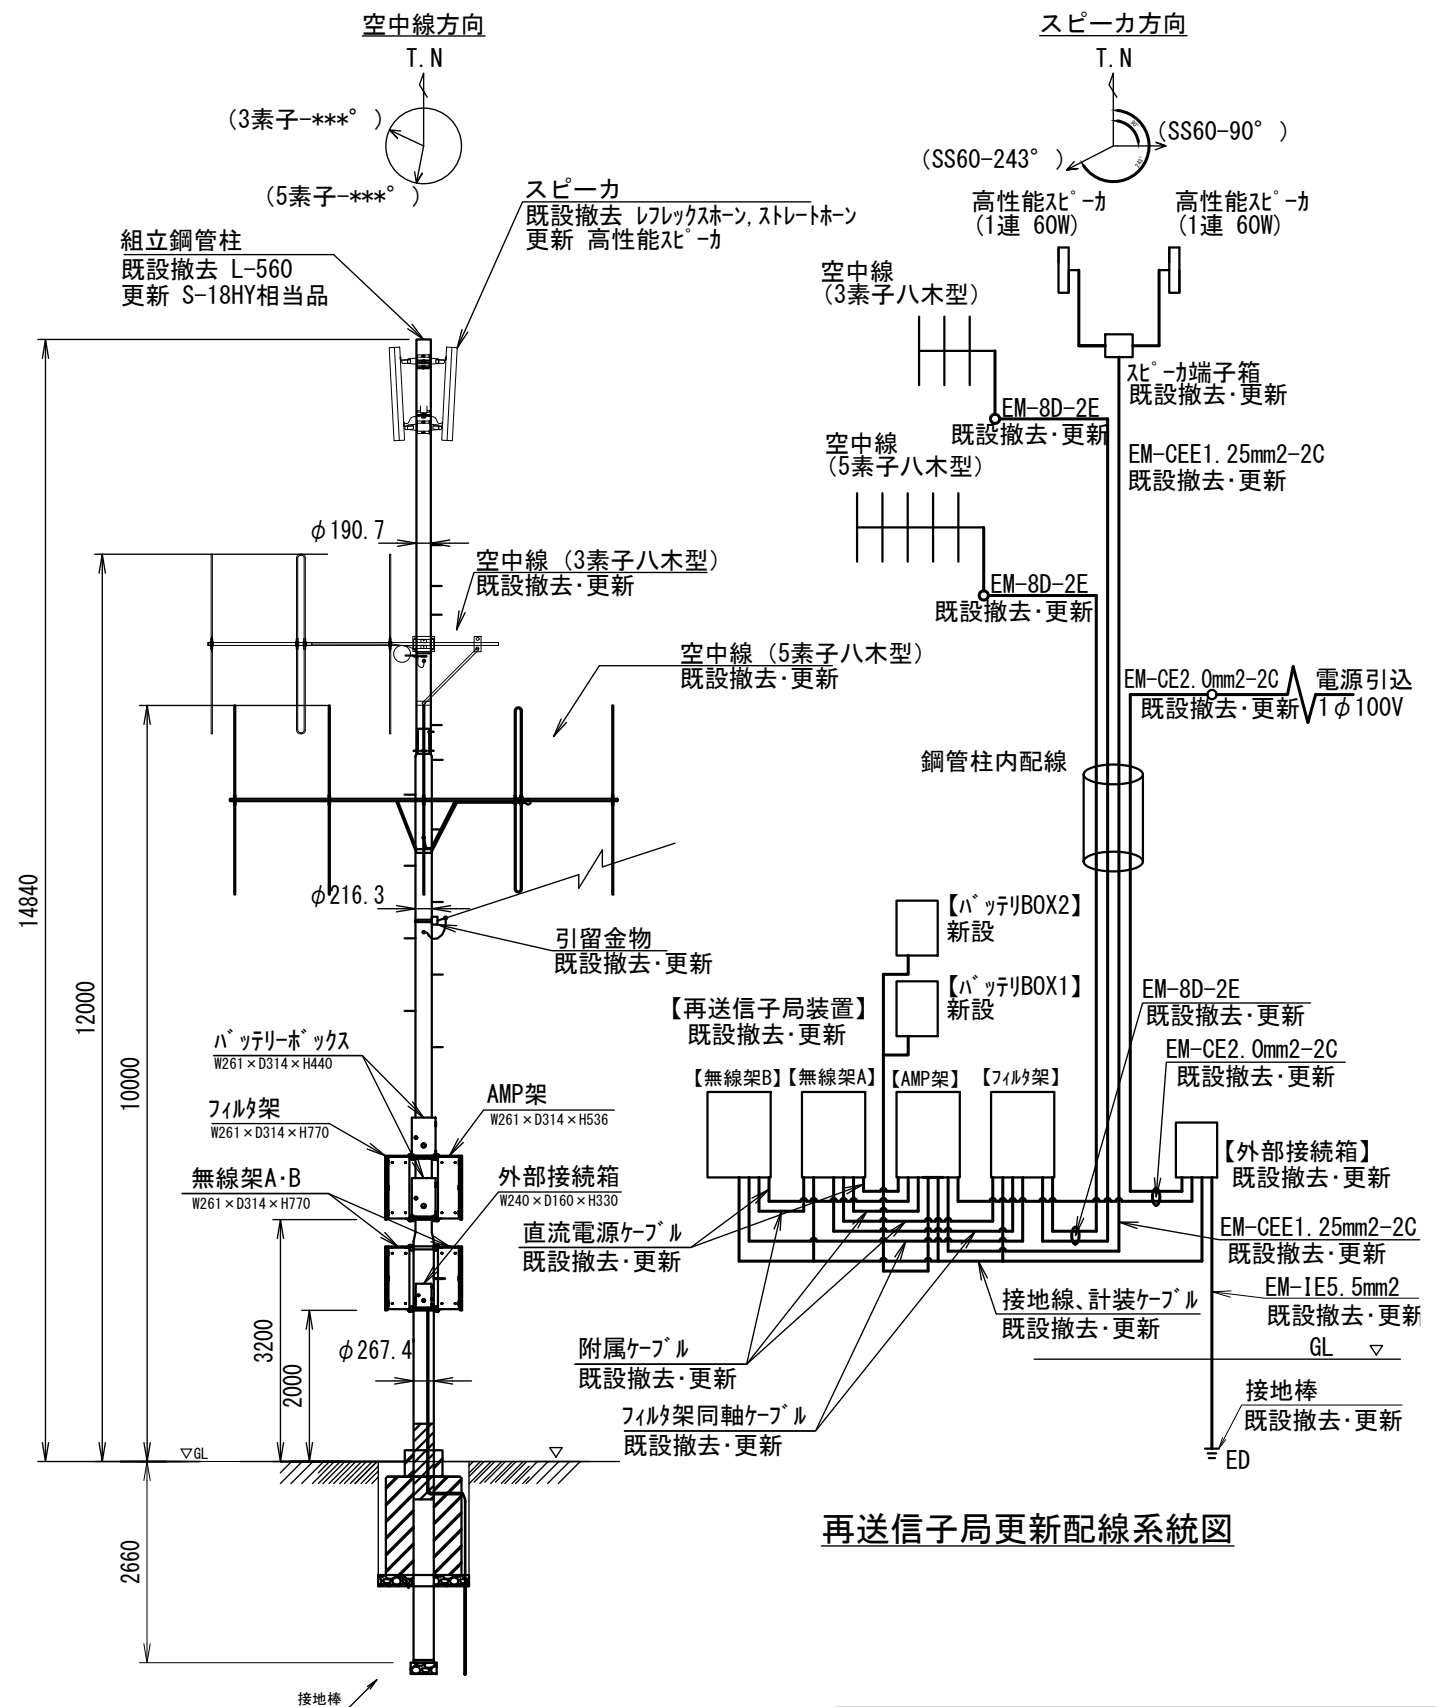 空中線方向
T.N
(3素子-***°)
(5素子-***°)
スピーカ方向
T.N
(SS60-90°)
(SS60-243°)
90°
243°
高性能スピーカ
(1連 60W)
高性能スピーカ
(1連 60W)
スピーカ
既設撤去 レフレックスホーン,ストレートホーン
更新 高性能スピーカ
組立鋼管柱
既設撤去 L-560
更新 S-18HY相当品
空中線
(3素子八木型)
スピーカ端子箱
既設撤去・更新
EM-8D-2E
既設撤去・更新
空中線
(5素子八木型)
EM-CEE1.25mm2-2C
既設撤去・更新
φ190.7
空中線 (3素子八木型)
既設撤去・更新
EM-8D-2E
既設撤去・更新
空中線 (5素子八木型)
既設撤去・更新
EM-CE2.0mm2-2C
既設撤去・更新
電源引込
1φ100V
鋼管柱内配線
14840
12000
10000
φ216.3
引留金物
既設撤去・更新
【バッテリBOX2】
新設
【バッテリBOX1】
新設
【再送信子局装置】
既設撤去・更新
EM-8D-2E
既設撤去・更新
EM-CE2.0mm2-2C
既設撤去・更新
バッテリーボックス
W261×D314×H440
【無線架B】
【無線架A】
【AMP架】
【フィルタ架】
フィルタ架
W261×D314×H770
AMP架
W261×D314×H536
【外部接続箱】
既設撤去・更新
無線架A・B
W261×D314×H770
外部接続箱
W240×D160×H330
直流電源ケーブル
既設撤去・更新
EM-CEE1.25mm2-2C
既設撤去・更新
接地線、計装ケーブル
既設撤去・更新
EM-IE5.5mm2
既設撤去・更新
3200
2000
φ267.4
附属ケーブル
既設撤去・更新
GL ▽
接地棒
既設撤去・更新
フィルタ架同軸ケーブル
既設撤去・更新
▽GL
▽
ED
2660
再送信子局更新配線系統図
接地棒